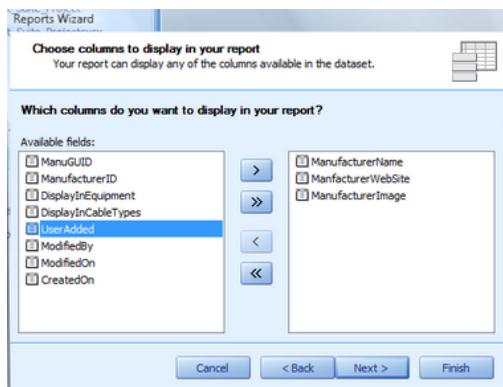 Reports Wizard
Choose columns to display in your report
Your report can display any of the columns available in the dataset.
Which columns do you want to display in your report?
Available fields:
ManuGUID
ManufacturerID
DisplayInEquipment
DisplayInCableTypes
UserAdded
ModifiedBy
ModifiedOn
CreatedOn
>
>>
<
<<
ManufacturerName
ManfacturerWebSite
ManufacturerImage
Cancel
< Back
Next >
Finish